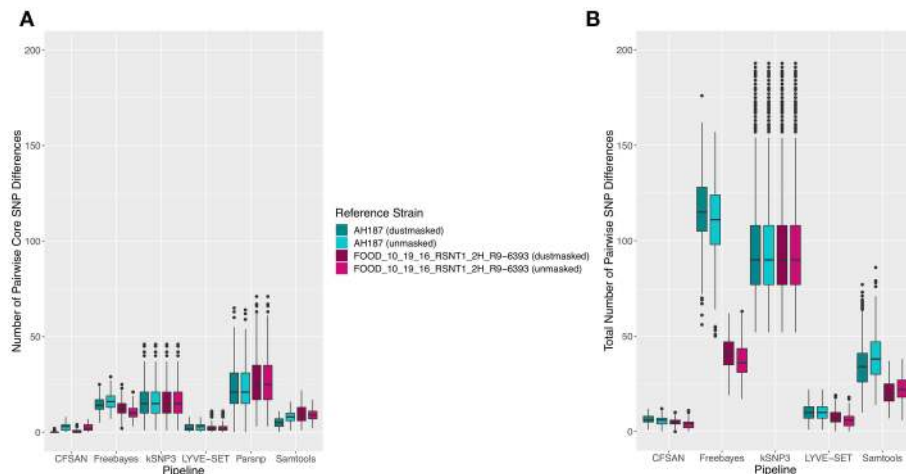 A
Number of Pairwise Core SNP Differences
200
150
100
50
0
CFSAN Freebayes kSNP3 LYVE-SET Parsnp Samtools
Pipeline
Reference Strain
AH187 (dustmasked)
AH187 (unmasked)
FOOD_10_19_16_RSNT1_2H_R9-6393 (dustmasked)
FOOD_10_19_16_RSNT1_2H_R9-6393 (unmasked)
B
Total Number of Pairwise SNP Differences
200
150
100
50
0
CFSAN Freebayes kSNP3 LYVE-SET Samtools
Pipeline